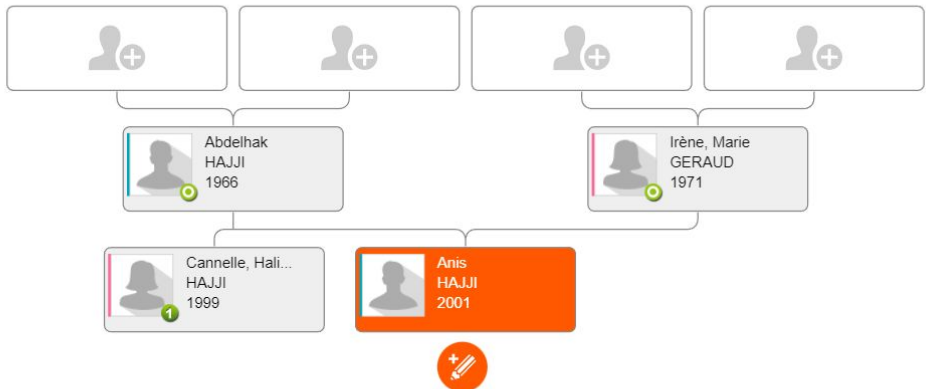 Abdelhak
HAJJI
1966
Irène, Marie
GERAUD
1971
Cannelle, Hali...
HAJJI
1999
1
Anis
HAJJI
2001